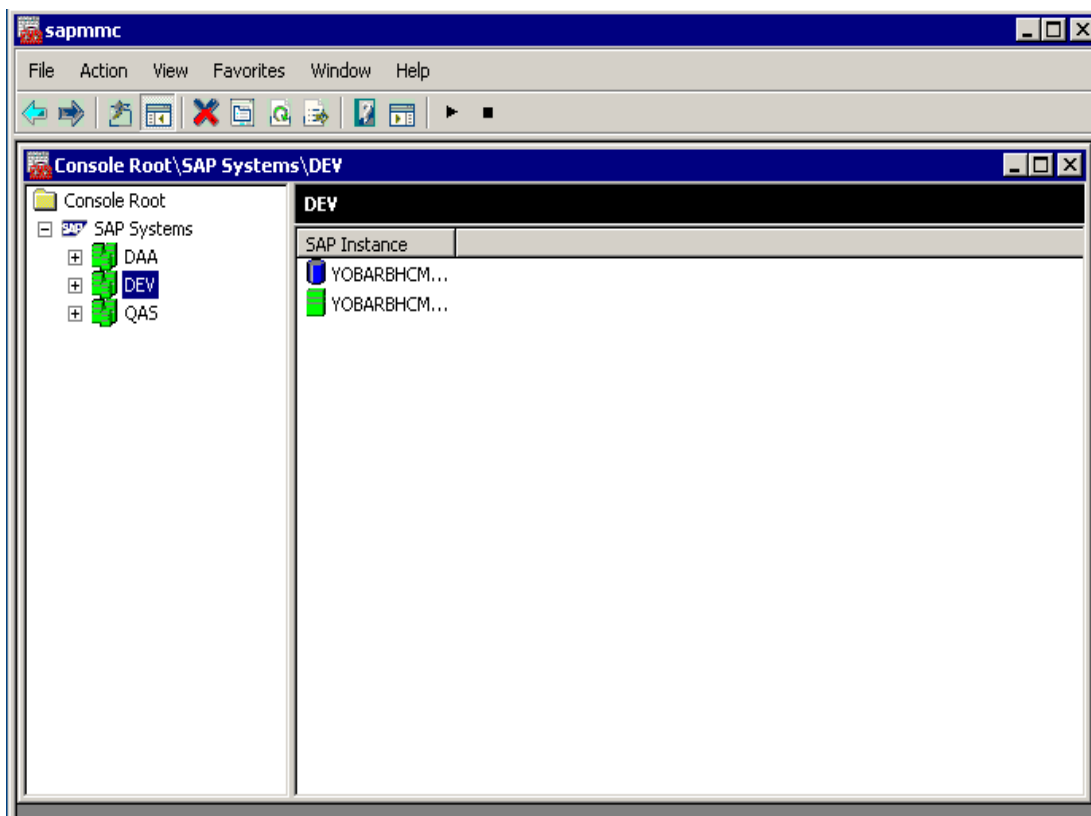 sapmmc
File Action View Favorites Window Help
Console Root\SAP Systems\DEV
Console Root
DEV
SAP SAP Systems
SAP Instance
DAA
YOBARBHCM...
DEV
YOBARBHCM...
QAS